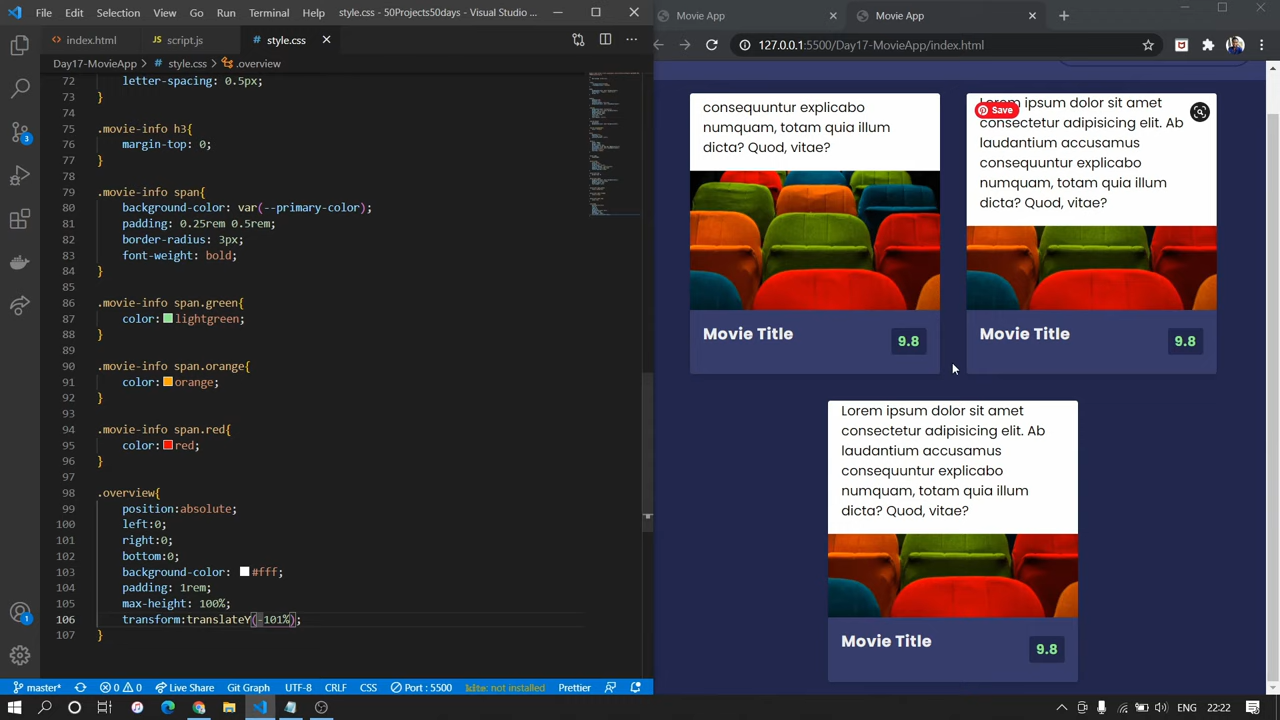 File Edit Selection View Go Run Terminal Help style.css - 50Projects50days - Visual Studio ...
index.html script.js style.css
Day17-MovieApp > style.css > .overview
72 letter-spacing: 0.5px;
73 }
74
75 .movie-info h3{
76 margin-top: 0;
77 }
78
79 .movie-info span{
80 background-color: var(--primary-color);
81 padding: 0.25rem 0.5rem;
82 border-radius: 3px;
83 font-weight: bold;
84 }
85
86 .movie-info span.green{
87 color: lightgreen;
88 }
89
90 .movie-info span.orange{
91 color: orange;
92 }
93
94 .movie-info span.red{
95 color: red;
96 }
97
98 .overview{
99 position:absolute;
100 left:0;
101 right:0;
102 bottom:0;
103 background-color: #fff;
104 padding: 1rem;
105 max-height: 100%;
106 transform:translateY(-101%);
107 }
master* 0 0 Live Share Git Graph UTF-8 CRLF CSS Port : 5500 kite: not installed Prettier
Movie App Movie App
127.0.0.1:5500/Day17-MovieApp/index.html
consequuntur explicabo
numquam, totam quia illum
dicta? Quod, vitae?
Movie Title 9.8
Lorem ipsum dolor sit amet
Save
consectetur adipisicing elit. Ab
laudantium accusamus
consequuntur explicabo
numquam, totam quia illum
dicta? Quod, vitae?
Movie Title 9.8
Lorem ipsum dolor sit amet
consectetur adipisicing elit. Ab
laudantium accusamus
consequuntur explicabo
numquam, totam quia illum
dicta? Quod, vitae?
Movie Title 9.8
ENG 22:22